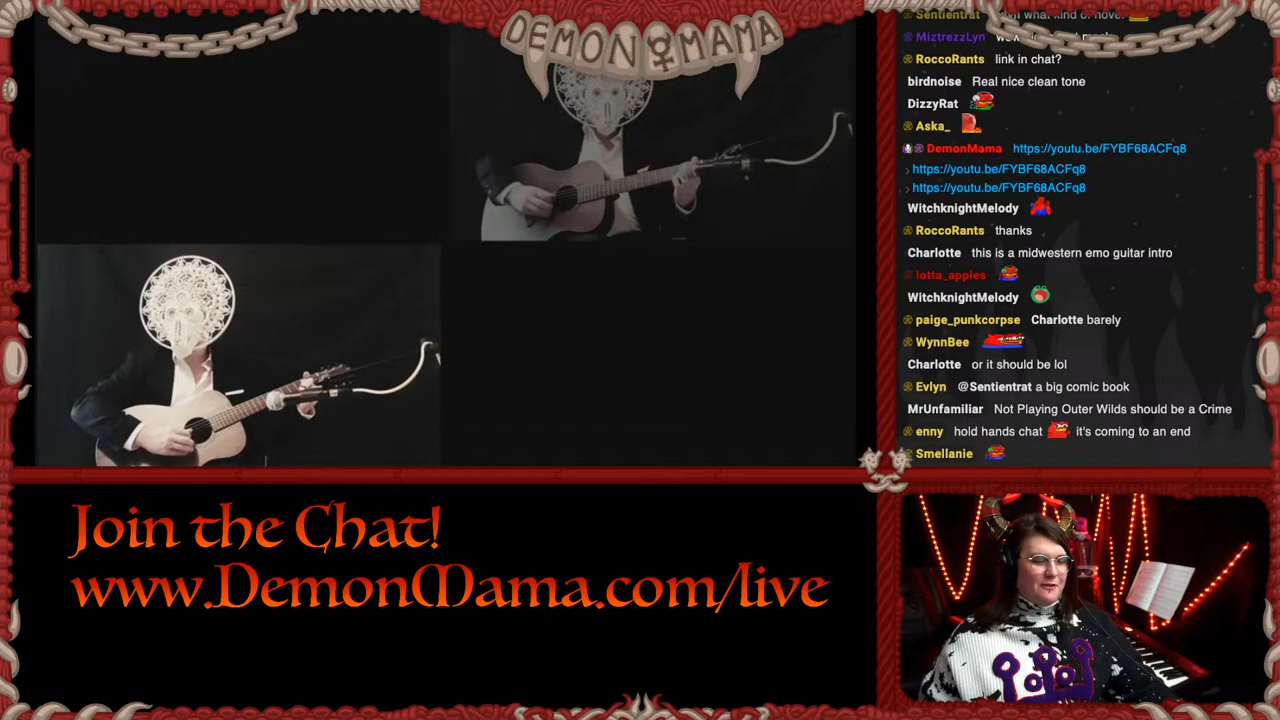 DEMON MAMA
Sentientrat
MiztrezzLyn
RoccoRants link in chat?
birdnoise Real nice clean tone
DizzyRat
Aska_
DemonMama https://youtu.be/FYBF68ACFq8
https://youtu.be/FYBF68ACFq8
https://youtu.be/FYBF68ACFq8
WitchknightMelody
RoccoRants thanks
Charlotte this is a midwestern emo guitar intro
lotta_apples
WitchknightMelody
paige_punkcorpse Charlotte barely
WynnBee
Charlotte or it should be lol
Evlyn @Sentientrat a big comic book
MrUnfamiliar Not Playing Outer Wilds should be a Crime
enny hold hands chat it's coming to an end
Smellanie
Join the Chat!
www.DemonMama.com/live